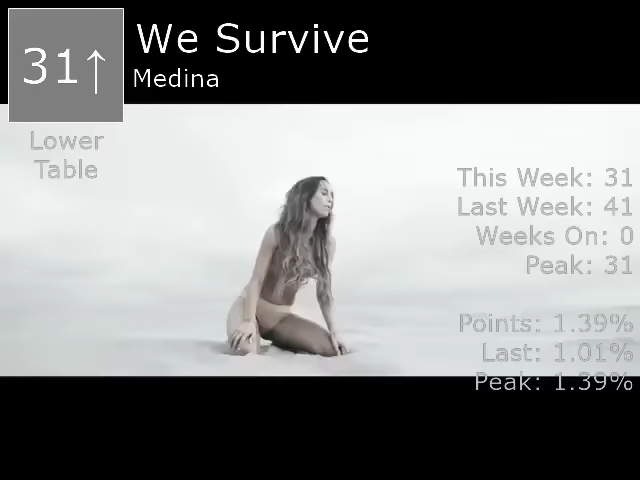 31↑
We Survive
Medina
Lower
Table
This Week: 31
Last Week: 41
Weeks On: 0
Peak: 31
Points: 1.39%
Last: 1.01%
Peak: 1.39%